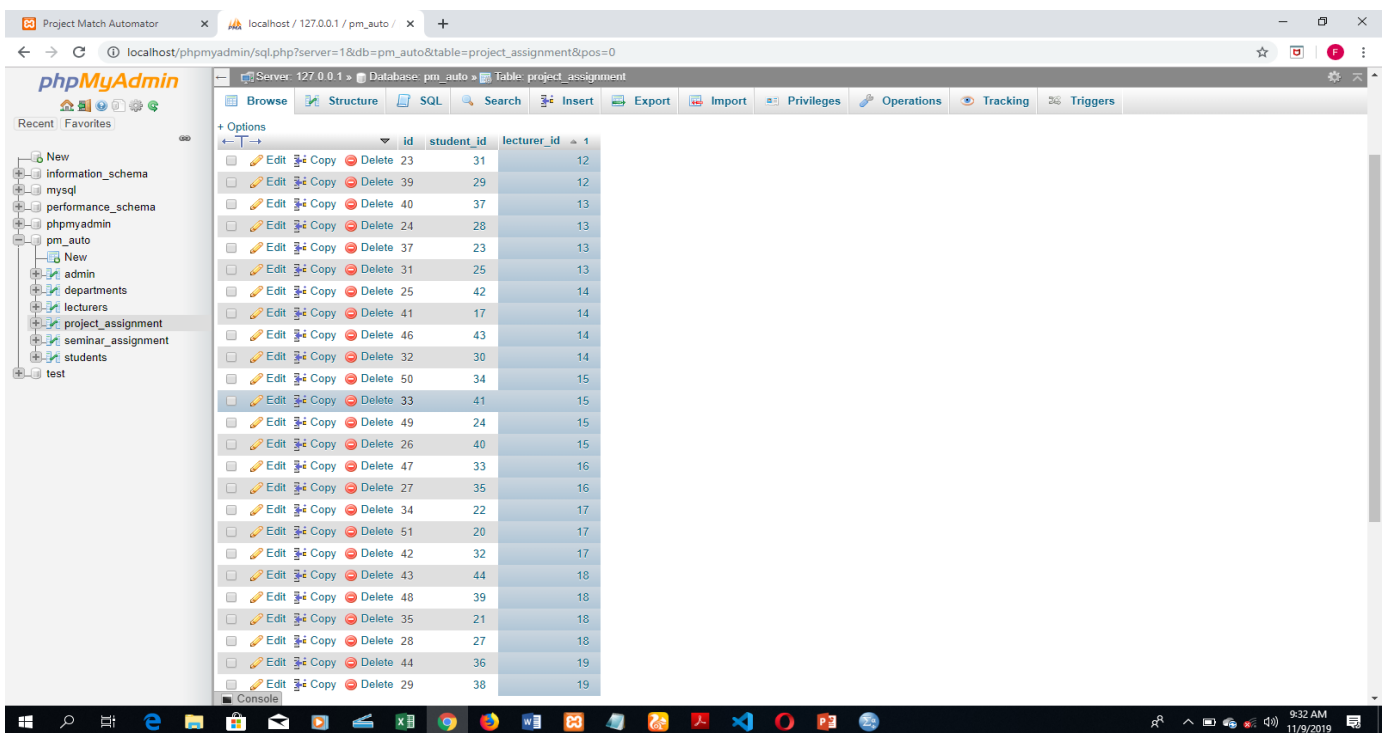 Project Match Automator
localhost / 127.0.0.1 / pm_auto /
localhost/phpmyadmin/sql.php?server=1&db=pm_auto&table=project_assignment&pos=0
F
phpMyAdmin
Recent Favorites
New
information_schema
mysql
performance_schema
phpmyadmin
pm_auto
New
admin
departments
lecturers
project_assignment
seminar_assignment
students
test
Server: 127.0.0.1 » Database: pm_auto » Table: project_assignment
Browse Structure SQL Search Insert Export Import Privileges Operations Tracking Triggers
+ Options
←T→ ▼ id student_id lecturer_id ▲ 1
Edit Copy Delete 23 31 12
Edit Copy Delete 39 29 12
Edit Copy Delete 40 37 13
Edit Copy Delete 24 28 13
Edit Copy Delete 37 23 13
Edit Copy Delete 31 25 13
Edit Copy Delete 25 42 14
Edit Copy Delete 41 17 14
Edit Copy Delete 46 43 14
Edit Copy Delete 32 30 14
Edit Copy Delete 50 34 15
Edit Copy Delete 33 41 15
Edit Copy Delete 49 24 15
Edit Copy Delete 26 40 15
Edit Copy Delete 47 33 16
Edit Copy Delete 27 35 16
Edit Copy Delete 34 22 17
Edit Copy Delete 51 20 17
Edit Copy Delete 42 32 17
Edit Copy Delete 43 44 18
Edit Copy Delete 48 39 18
Edit Copy Delete 35 21 18
Edit Copy Delete 28 27 18
Edit Copy Delete 44 36 19
Edit Copy Delete 29 38 19
Console
9:32 AM
11/9/2019